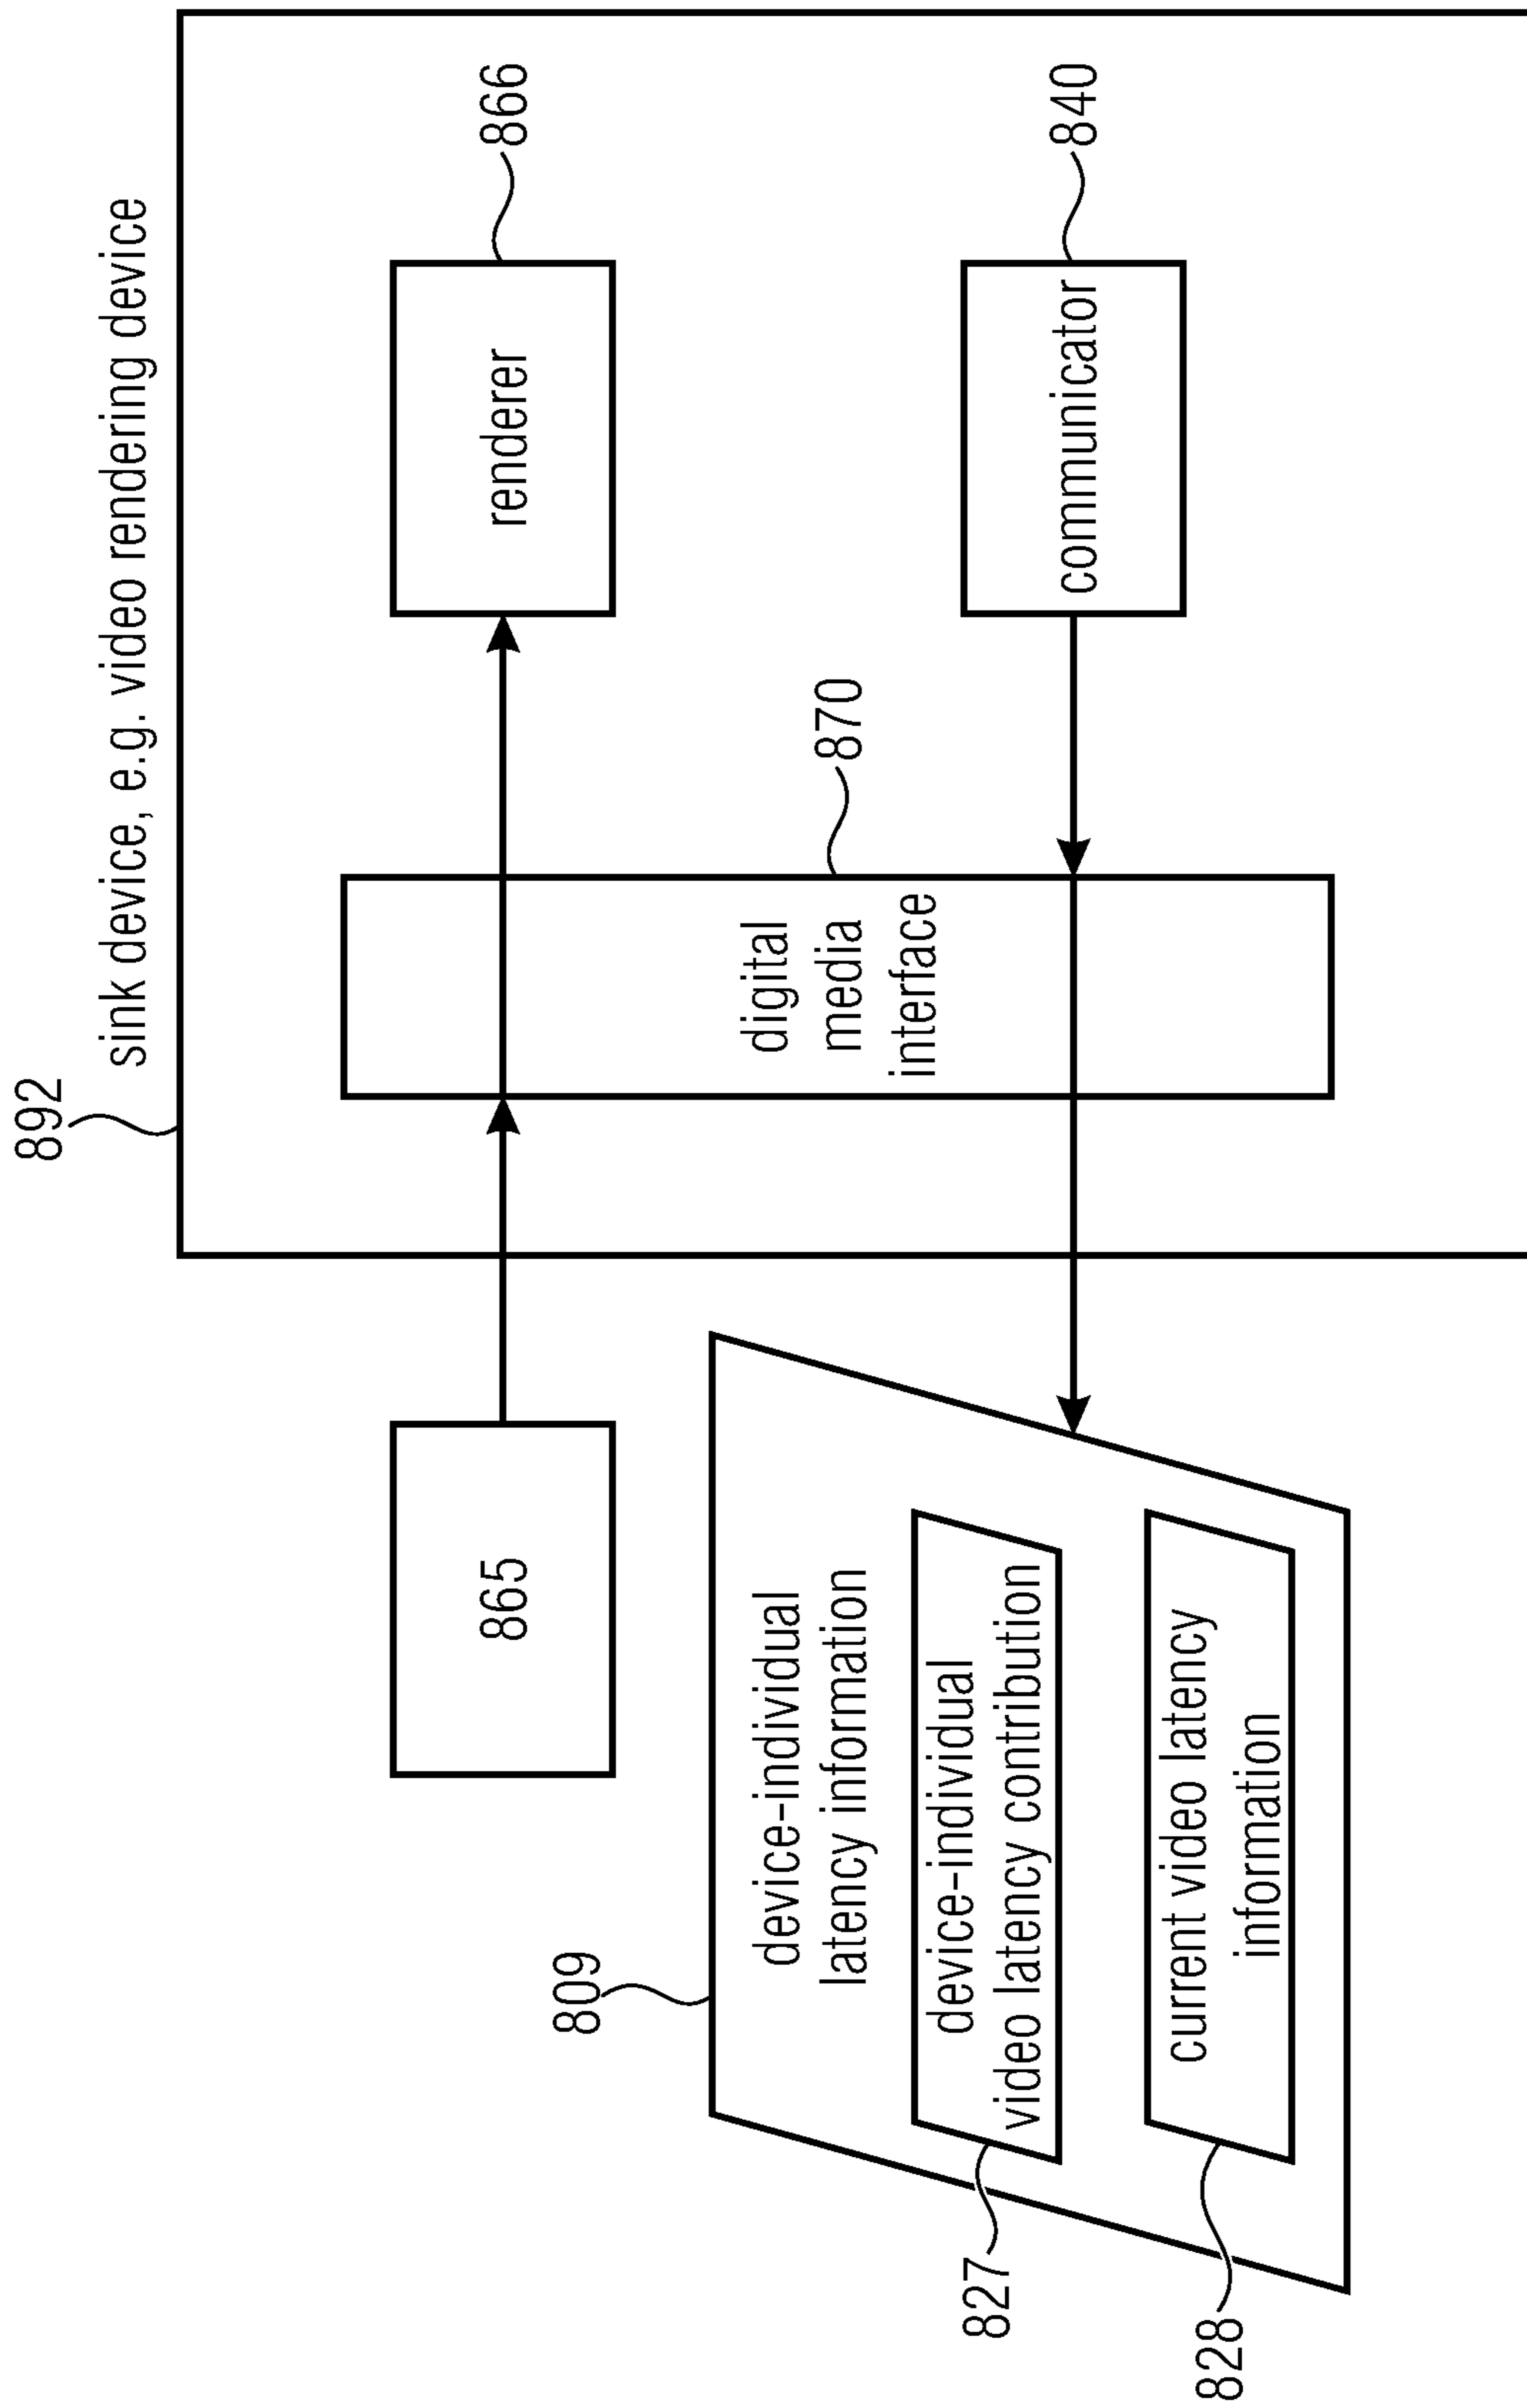 892
sink device, e.g. video rendering device
865
866
renderer
809
device-individual
latency information
870
digital
media
interface
827
device-individual
video latency contribution
840
communicator
828
current video latency
information